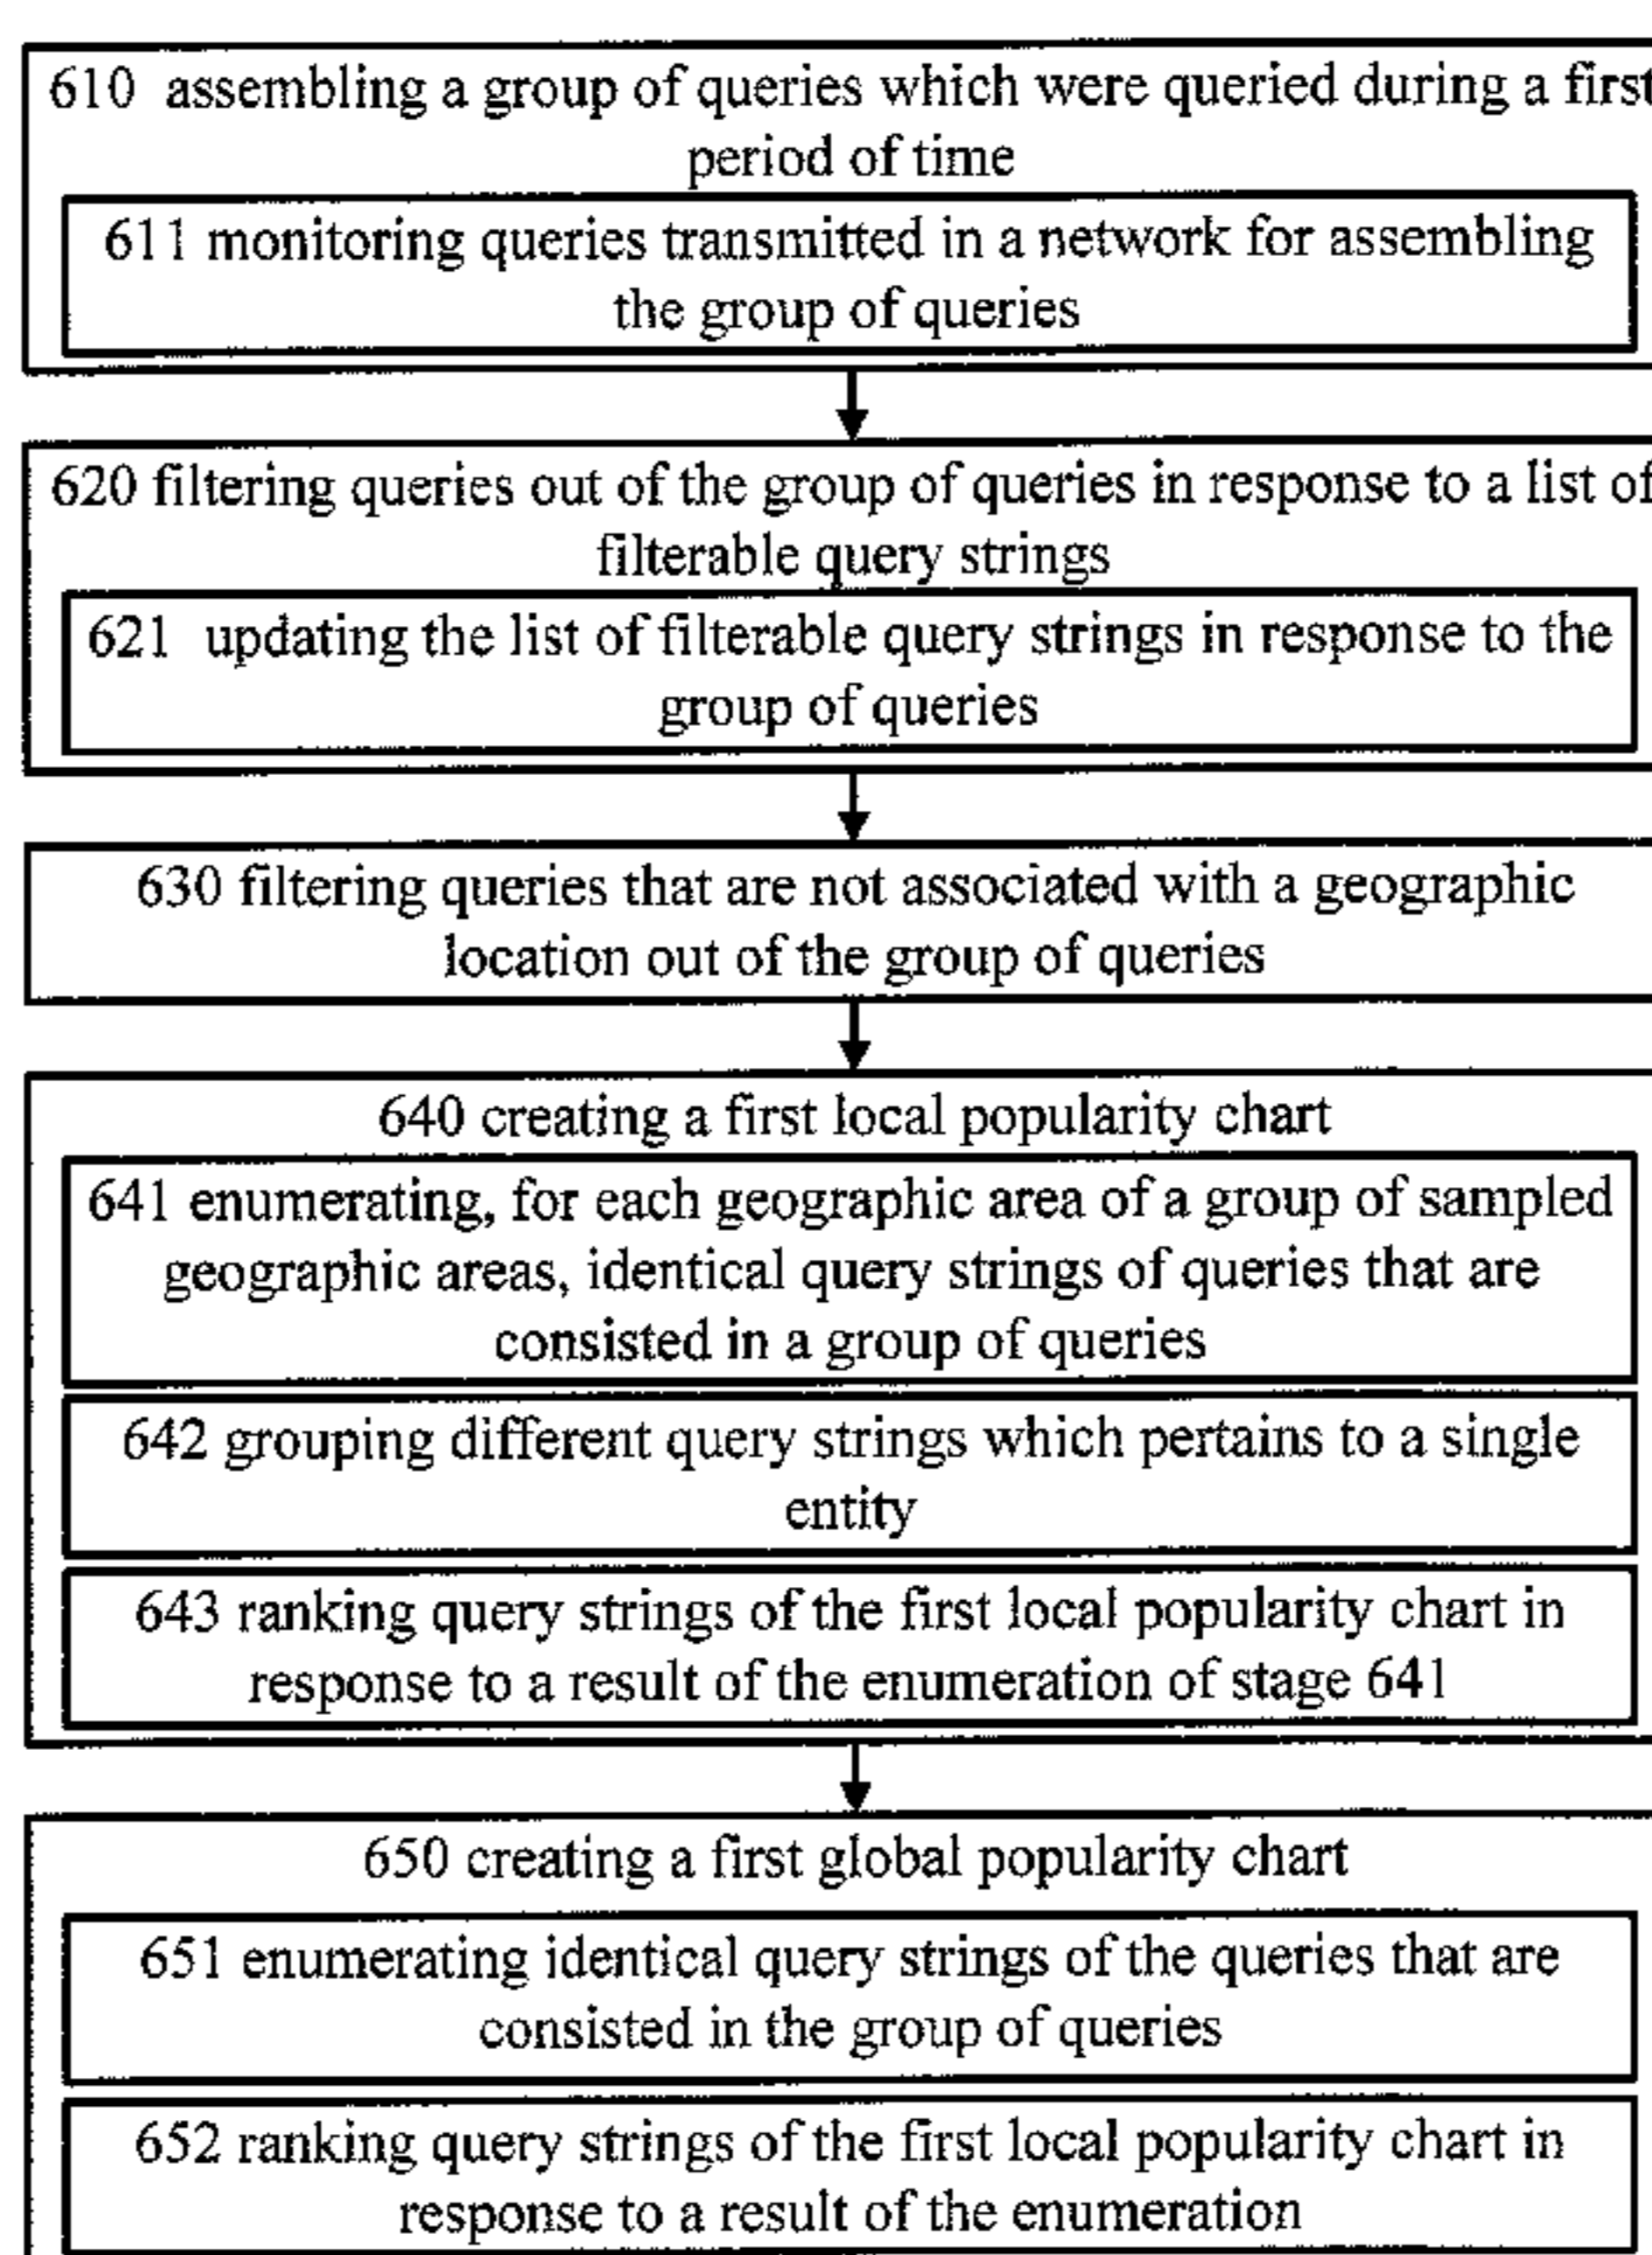 610 assembling a group of queries which were queried during a first
period of time
611 monitoring queries transmitted in a network for assembling
the group of queries
620 filtering queries out of the group of queries in response to a list of
filterable query strings
621 updating the list of filterable query strings in response to the
group of queries
630 filtering queries that are not associated with a geographic
location out of the group of queries
640 creating a first local popularity chart
641 enumerating, for each geographic area of a group of sampled
geographic areas, identical query strings of queries that are
consisted in a group of queries
642 grouping different query strings which pertains to a single
entity
643 ranking query strings of the first local popularity chart in
response to a result of the enumeration of stage 641
650 creating a first global popularity chart
651 enumerating identical query strings of the queries that are
consisted in the group of queries
652 ranking query strings of the first local popularity chart in
response to a result of the enumeration